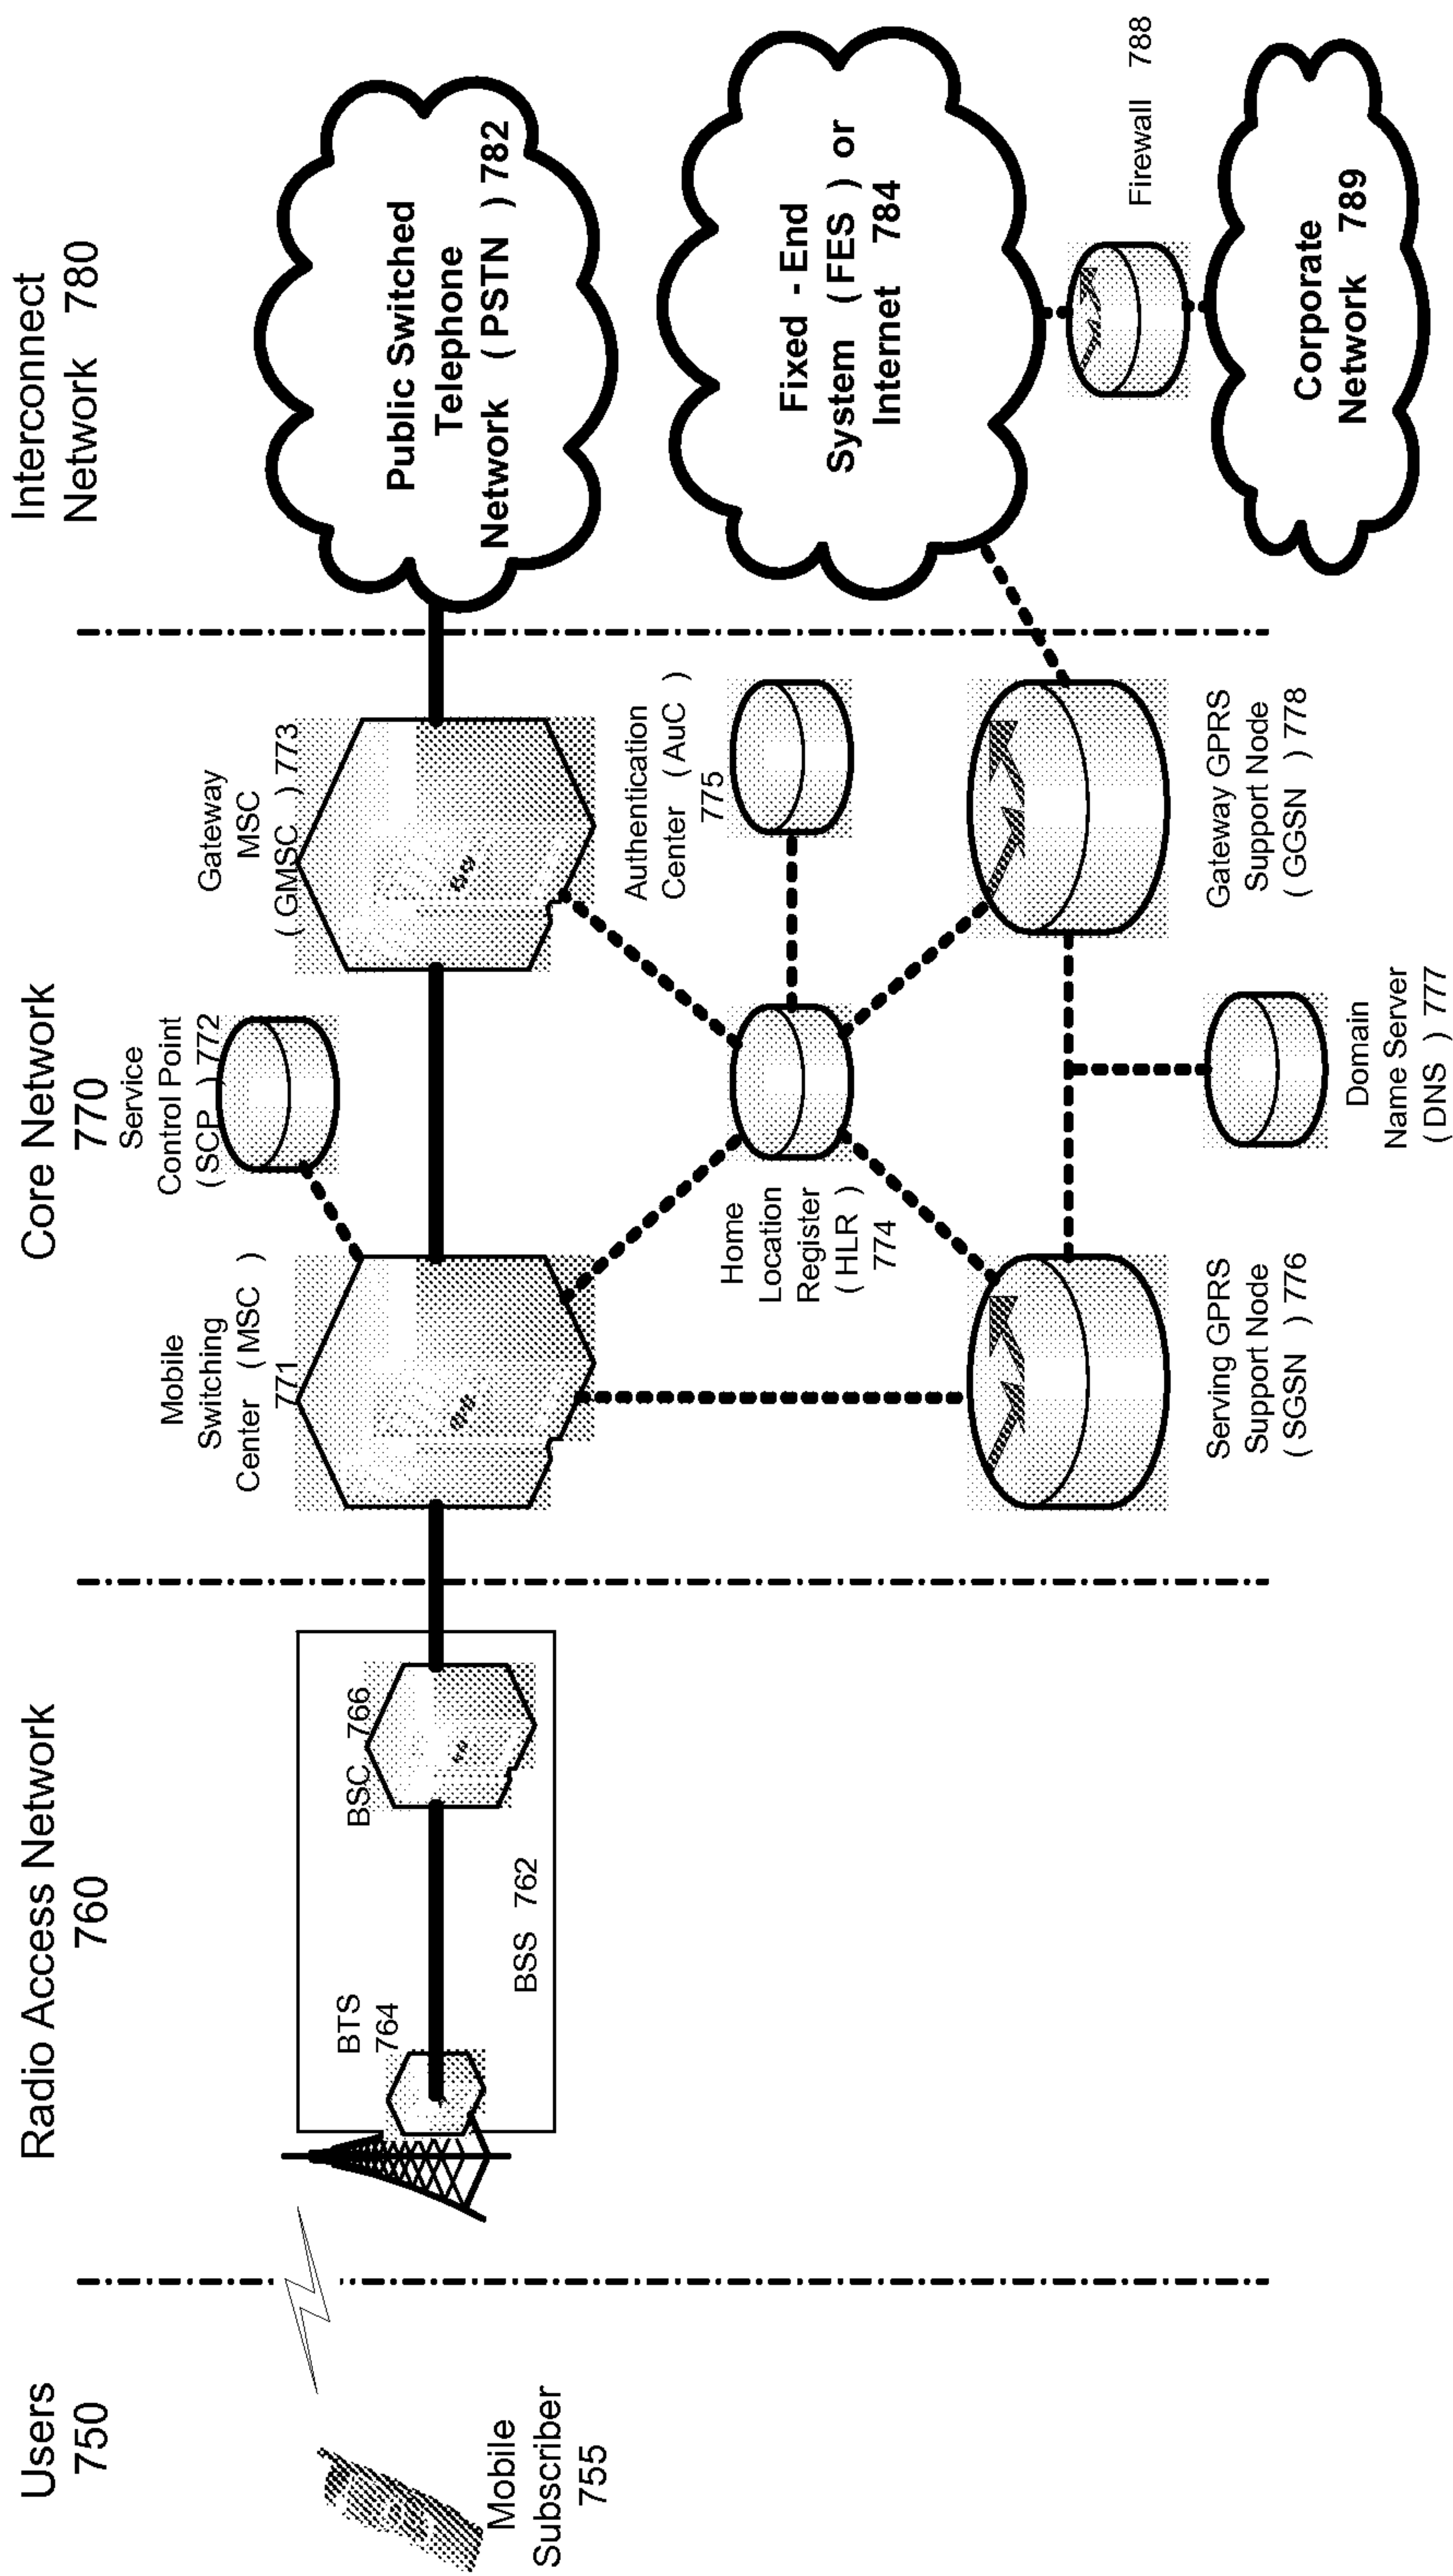 Users
750
Radio Access Network
760
Core Network
770
Interconnect
Network 780
Mobile
Subscriber
755
BTS
764
BSC 766
BSS 762
Mobile
Switching
Center ( MSC )
771
Service
Control Point
( SCP ) 772
Gateway
MSC
( GMSC ) 773
Public Switched
Telephone
Network ( PSTN ) 782
Home
Location
Register
( HLR )
774
Authentication
Center ( AuC )
775
Fixed - End
System ( FES ) or
Internet 784
Serving GPRS
Support Node
( SGSN ) 776
Gateway GPRS
Support Node
( GGSN ) 778
Firewall 788
Domain
Name Server
( DNS ) 777
Corporate
Network 789